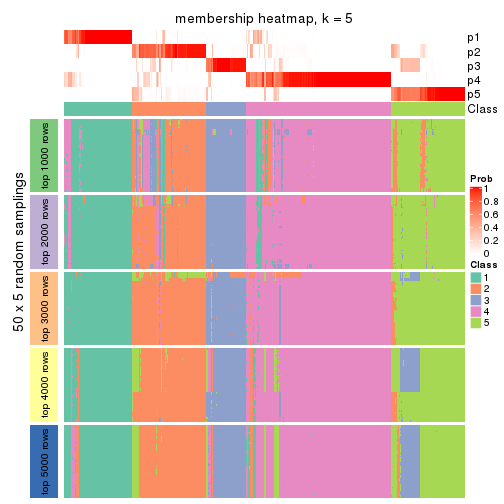 membership heatmap, k = 5
p1
p2
p3
p4
p5
Class
50 x 5 random samplings
top 1000 rows
top 2000 rows
top 3000 rows
top 4000 rows
top 5000 rows
Prob
1
0.8
0.6
0.4
0.2
0
Class
1
2
3
4
5